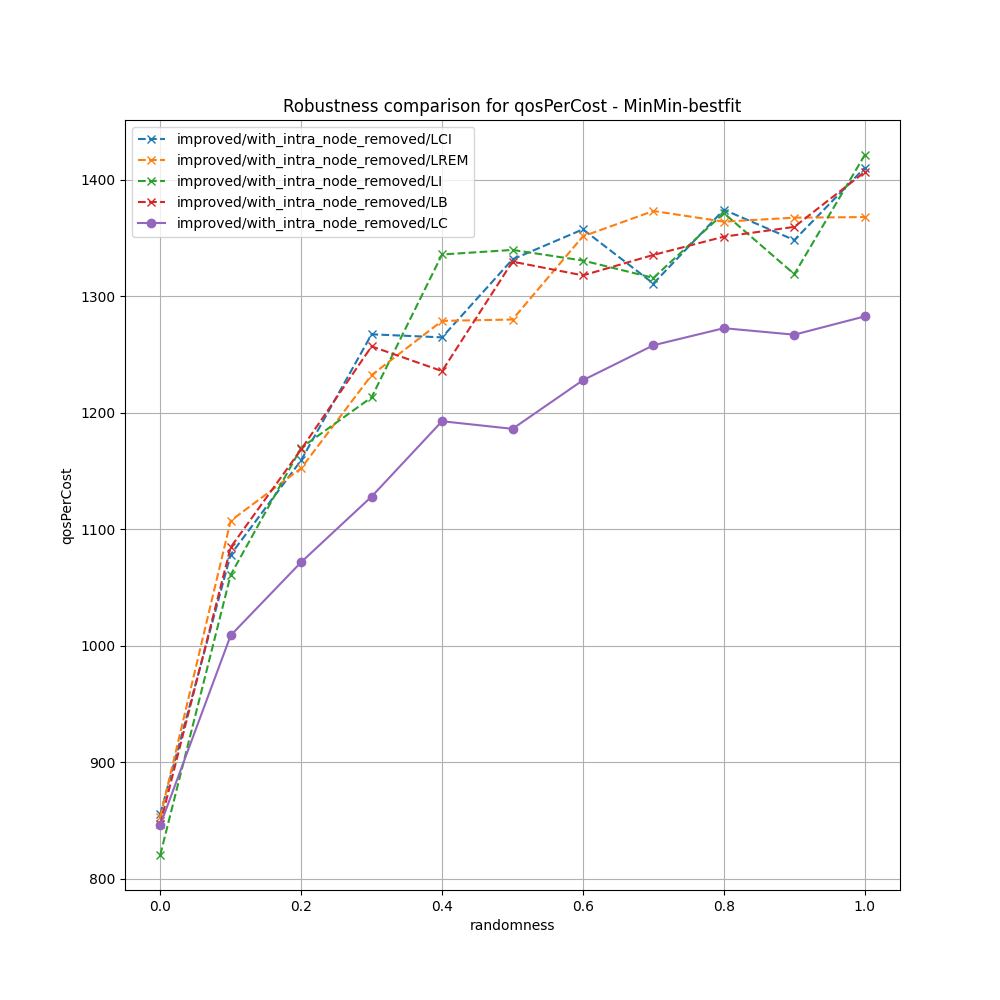 Robustness comparison for qosPerCost - MinMin-bestfit
improved/with_intra_node_removed/LCI
improved/with_intra_node_removed/LREM
improved/with_intra_node_removed/LI
improved/with_intra_node_removed/LB
improved/with_intra_node_removed/LC
1400
1300
1200
1100
1000
900
800
qosPerCost
0.0 0.2 0.4 0.6 0.8 1.0
randomness